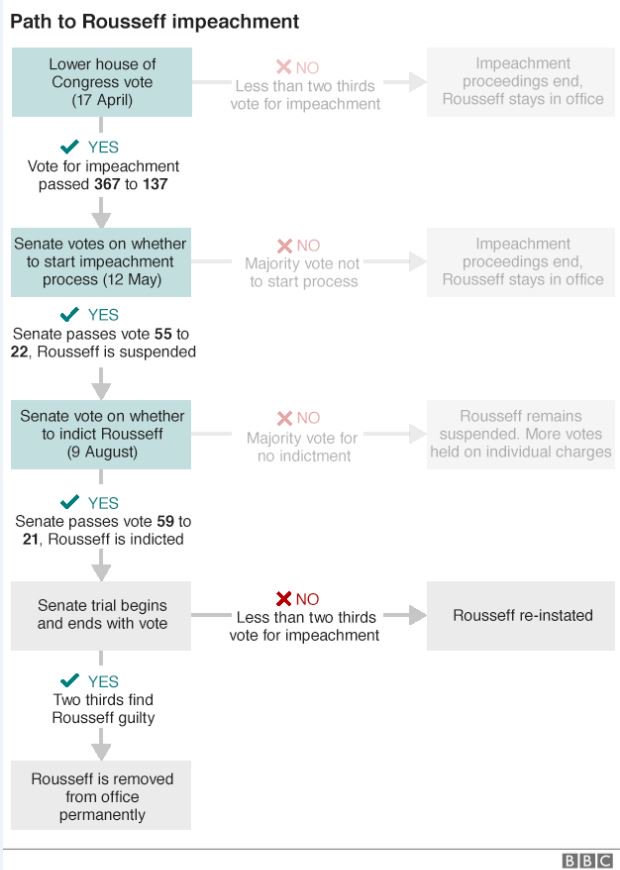 Path to Rousseff impeachment
Lower house of
Congress vote
(17 April)
NO
Less than two thirds
vote for impeachment
Impeachment
proceedings end,
Rousseff stays in office
YES
Vote for impeachment
passed 367 to 137
Senate votes on whether
to start impeachment
process (12 May)
NO
Majority vote not
to start process
Impeachment
proceedings end,
Rousseff stays in office
YES
Senate passes vote 55 to
22, Rousseff is suspended
Senate vote on whether
to indict Rousseff
(9 August)
NO
Majority vote for
no indictment
Rousseff remains
suspended. More votes
held on individual charges
YES
Senate passes vote 59 to
21, Rousseff is indicted
Senate trial begins
and ends with vote
NO
Less than two thirds
vote for impeachment
Rousseff re-instated
YES
Two thirds find
Rousseff guilty
Rousseff is removed
from office
permanently
BBC